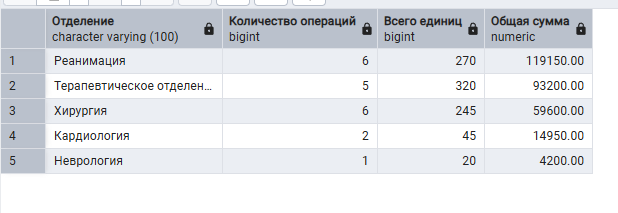 Отделение Количество операций Всего единиц Общая сумма
character varying (100) bigint bigint numeric
1 Реанимация 6 270 119150.00
2 Терапевтическое отделен... 5 320 93200.00
3 Хирургия 6 245 59600.00
4 Кардиология 2 45 14950.00
5 Неврология 1 20 4200.00